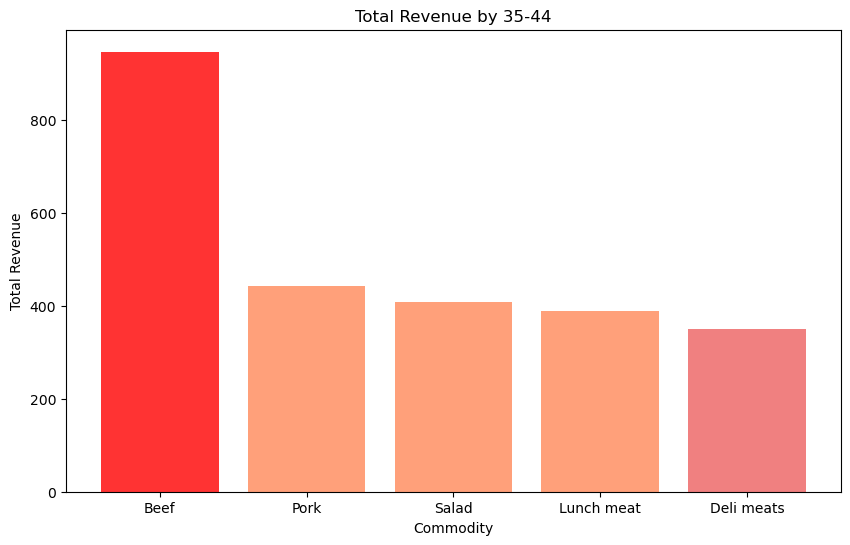 Total Revenue by 35-44
Total Revenue
800
600
400
200
0
Beef Pork Salad Lunch meat Deli meats
Commodity